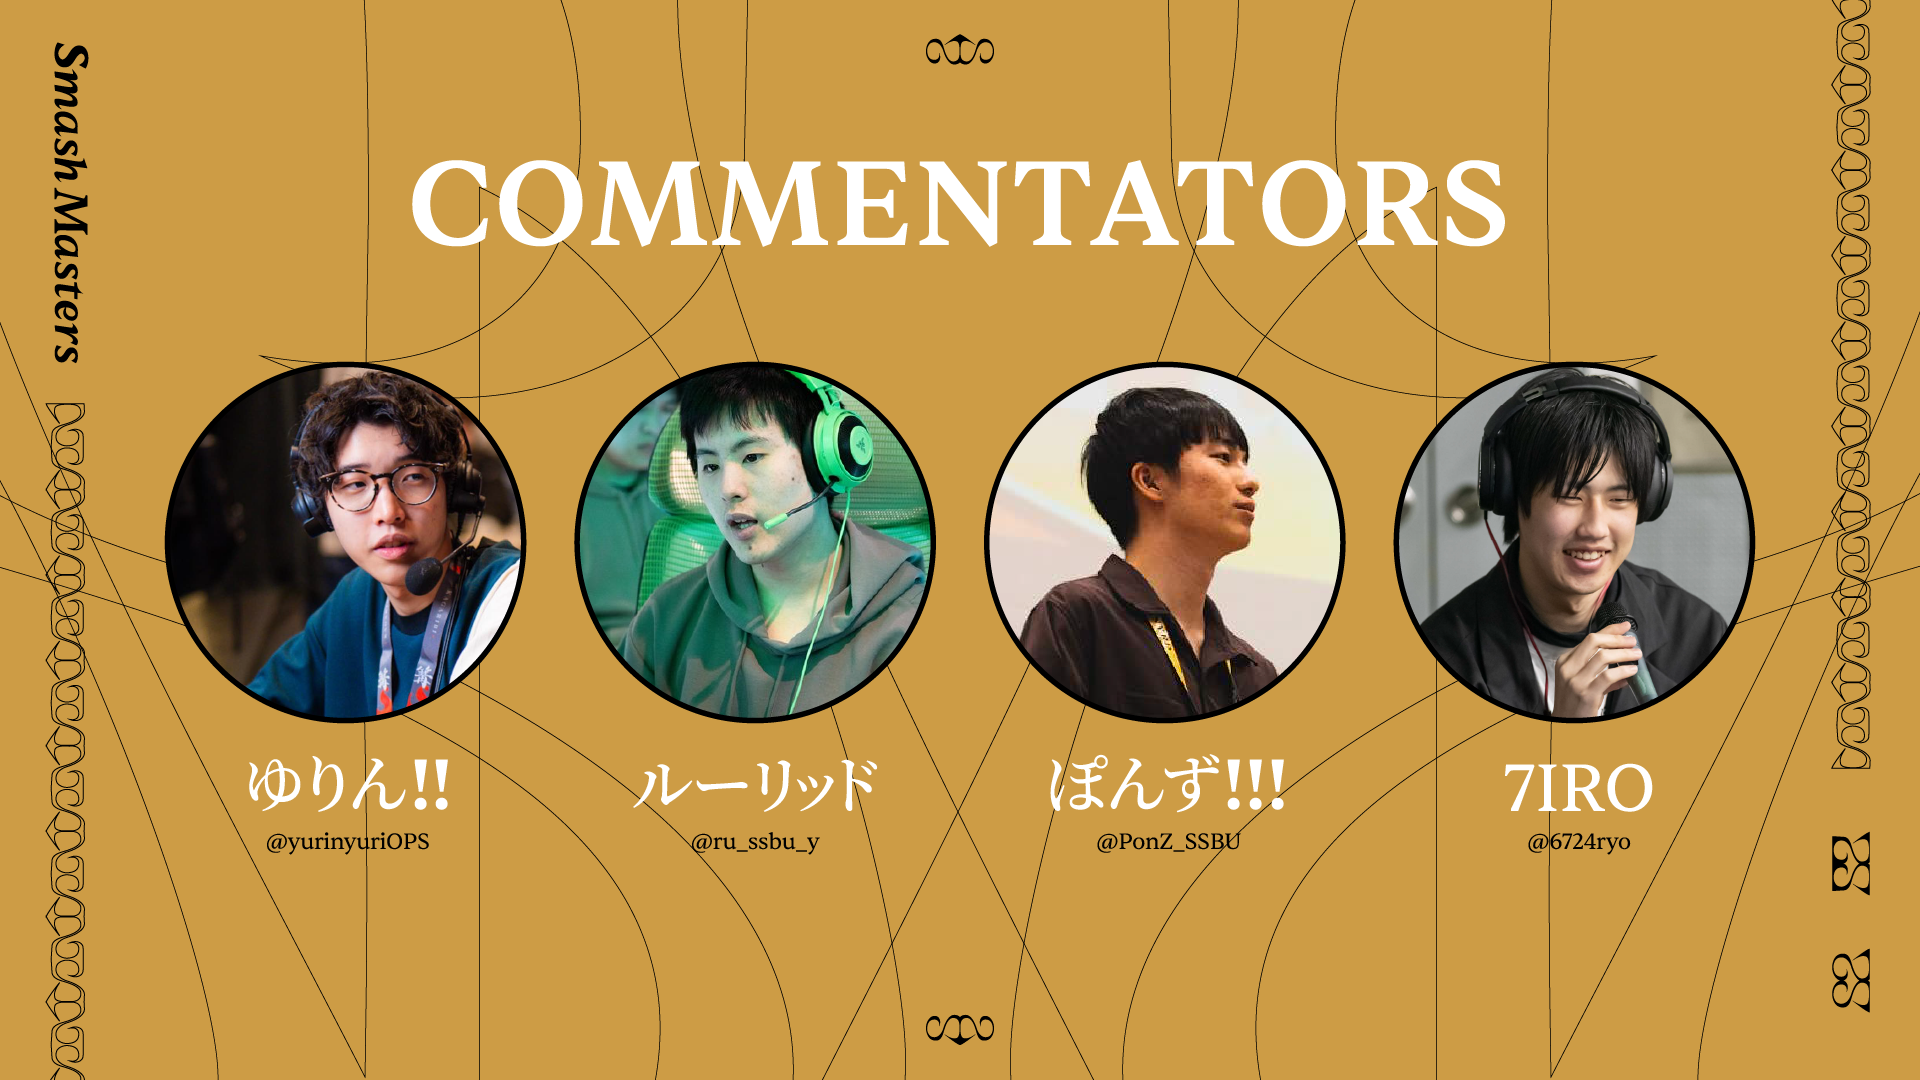 Smash Masters
COMMENTATORS
ゆりん!!
@yurinyuriOPS
ルーリッド
@ru_ssbu_y
ぽんず!!!
@PonZ_SSBU
7IRO
@6724ryo